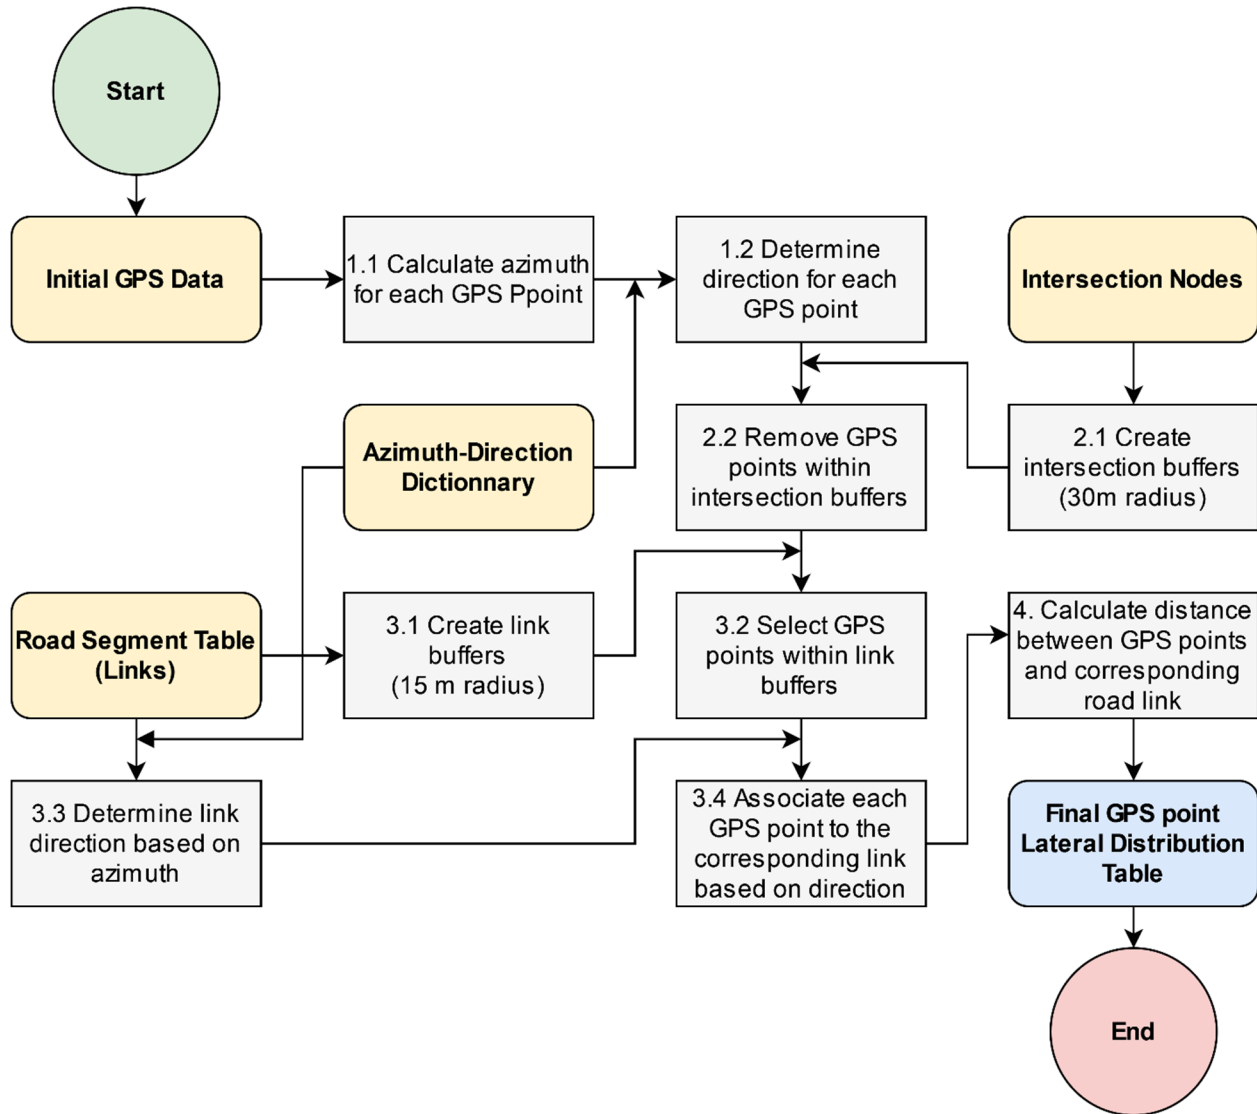 Start
Initial GPS Data
1.1 Calculate azimuth
for each GPS Ppoint
1.2 Determine
direction for each
GPS point
Intersection Nodes
Azimuth-Direction
Dictionnary
2.2 Remove GPS
points within
intersection buffers
2.1 Create
intersection buffers
(30m radius)
Road Segment Table
(Links)
3.1 Create link
buffers
(15 m radius)
3.2 Select GPS
points within link
buffers
4. Calculate distance
between GPS points
and corresponding
road link
3.3 Determine link
direction based on
azimuth
3.4 Associate each
GPS point to the
corresponding link
based on direction
Final GPS point
Lateral Distribution
Table
End